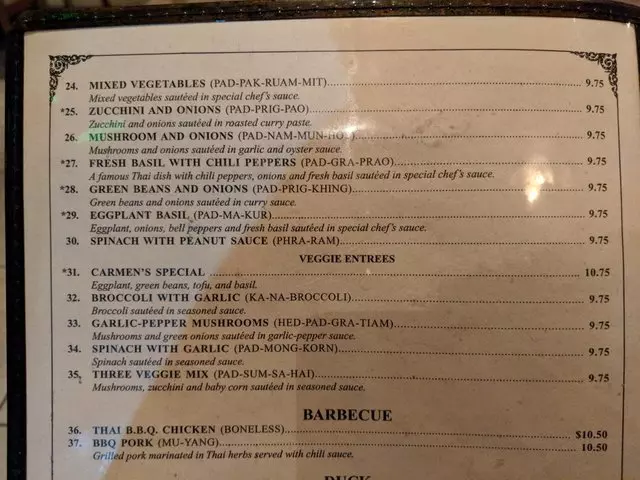 24. MIXED VEGETABLES (PAD-PAK-RUAM-MIT) 9.75
Mixed vegetables sautéed in special chef's sauce.
*25. ZUCCHINI AND ONIONS (PAD-PRIG-PAO) 9.75
Zucchini and onions sautéed in roasted curry paste.
26. MUSHROOM AND ONIONS (PAD-NAM-MUN-HOY) 9.75
Mushrooms and onions sautéed in garlic and oyster sauce.
*27. FRESH BASIL WITH CHILI PEPPERS (PAD-GRA-PRAO) 9.75
A famous Thai dish with chili peppers, onions and fresh basil sautéed in special chef's sauce.
*28. GREEN BEANS AND ONIONS (PAD-PRIG-KHING) 9.75
Green beans and onions sautéed in curry sauce.
*29. EGGPLANT BASIL (PAD-MA-KUR) 9.75
Eggplant, onions, bell peppers and fresh basil sautéed in special chef's sauce.
30. SPINACH WITH PEANUT SAUCE (PHRA-RAM) 9.75
VEGGIE ENTREES
*31. CARMEN'S SPECIAL 10.75
Eggplant, green beans, tofu, and basil.
32. BROCCOLI WITH GARLIC (KA-NA-BROCCOLI) 9.75
Broccoli sautéed in seasoned sauce.
33. GARLIC-PEPPER MUSHROOMS (HED-PAD-GRA-TIAM) 9.75
Mushrooms and green onions sautéed in garlic-pepper sauce.
34. SPINACH WITH GARLIC (PAD-MONG-KORN) 9.75
Spinach sautéed in seasoned sauce.
35. THREE VEGGIE MIX (PAD-SUM-SA-HAI) 9.75
Mushrooms, zucchini and baby corn sautéed in seasoned sauce.
BARBECUE
36. THAI B.B.Q. CHICKEN (BONELESS) $10.50
37. BBQ PORK (MU-YANG) 10.50
Grilled pork marinated in Thai herbs served with chili sauce.
DUCK